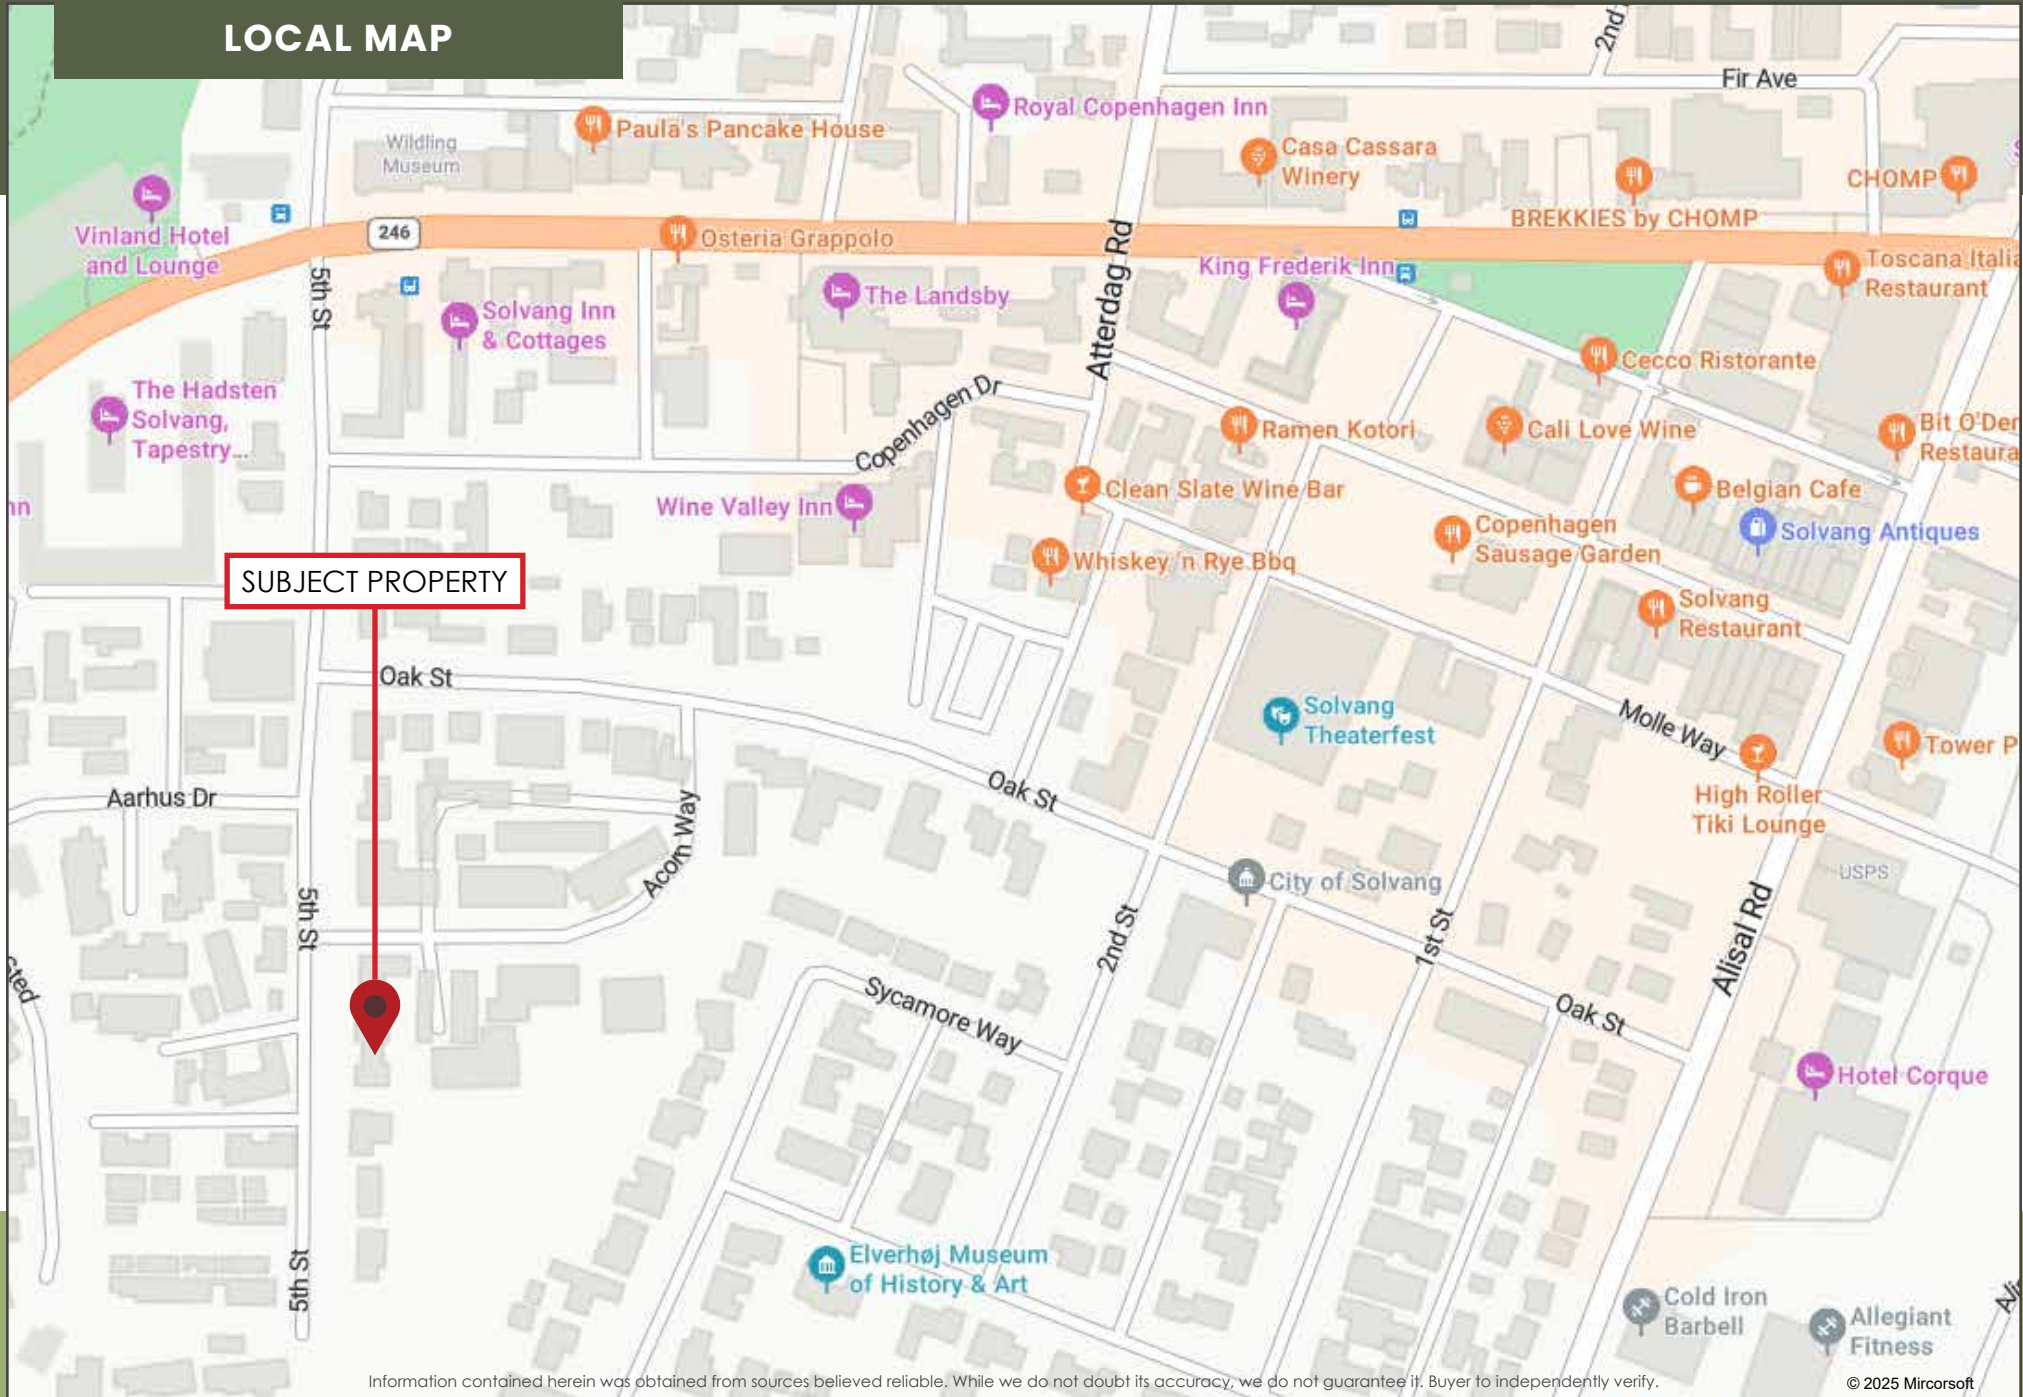 LOCAL MAP
2nd
Fir Ave
Royal Copenhagen Inn
Paula's Pancake House
Wildling
Museum
Casa Cassara
Winery
CHOMP
BREKKIES by CHOMP
Vinland Hotel
and Lounge
246
Osteria Grappolo
Atterdag Rd
King Frederik Inn
Toscana Italia
Restaurant
5th St
Solvang Inn
& Cottages
The Landsby
Cecco Ristorante
The Hadsten
Solvang,
Tapestry...
Copenhagen Dr
Ramen Kotori
Cali Love Wine
Bit O'Den
Restaura
nn
Wine Valley Inn
Clean Slate Wine Bar
Belgian Cafe
Copenhagen
Sausage Garden
Solvang Antiques
Whiskey 'n Rye Bbq
SUBJECT PROPERTY
Solvang
Restaurant
Oak St
Solvang
Theaterfest
Molle Way
Tower P
Aarhus Dr
Oak St
High Roller
Tiki Lounge
Acorn Way
City of Solvang
USPS
5th St
2nd St
1st St
Alisal Rd
sted
Sycamore Way
Oak St
Hotel Corque
5th St
Elverhøj Museum
of History & Art
Cold Iron
Barbell
Allegiant
Fitness
Ali
Information contained herein was obtained from sources believed reliable. While we do not doubt its accuracy, we do not guarantee it. Buyer to independently verify.
© 2025 Mircorsoft